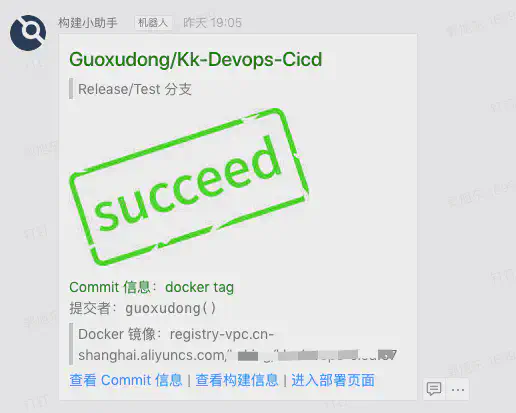 构建小助手 机器人 昨天 19:05
Guoxudong/Kk-Devops-Cicd
Release/Test 分支
succeed
Commit 信息：docker tag
提交者：guoxudong()
Docker 镜像：registry-vpc.cn-
shanghai.aliyuncs.com/
查看 Commit 信息 | 查看构建信息 | 进入部署页面